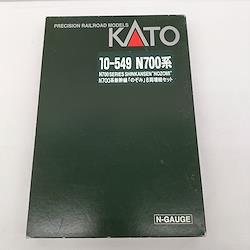 PRECISION RAILROAD MODELS
KATO
10-549 N700系
N700 SERIES SHINKANSEN "NOZOMI"
N700系新幹線「のぞみ」8両増結セット
N-GAUGE